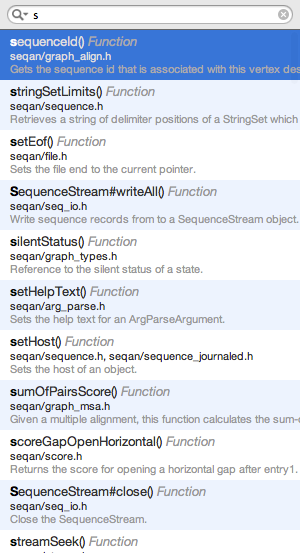 s
sequenceId() Function
seqan/graph_align.h
Gets the sequence id that is associated with this vertex des
stringSetLimits() Function
seqan/sequence.h
Retrieves a string of delimiter positions of a StringSet which
setEof() Function
seqan/file.h
Sets the file end to the current pointer.
SequenceStream#writeAll() Function
seqan/seq_io.h
Write sequence records from to a SequenceStream object.
silentStatus() Function
seqan/graph_types.h
Reference to the silent status of a state.
setHelpText() Function
seqan/arg_parse.h
Sets the help text for an ArgParseArgument.
setHost() Function
seqan/sequence.h, seqan/sequence_journaled.h
Sets the host of an object.
sumOfPairsScore() Function
seqan/graph_msa.h
Given a multiple alignment, this function calculates the sum-
scoreGapOpenHorizontal() Function
seqan/score.h
Returns the score for opening a horizontal gap after entry1.
SequenceStream#close() Function
seqan/seq_io.h
Close the SequenceStream.
streamSeek() Function